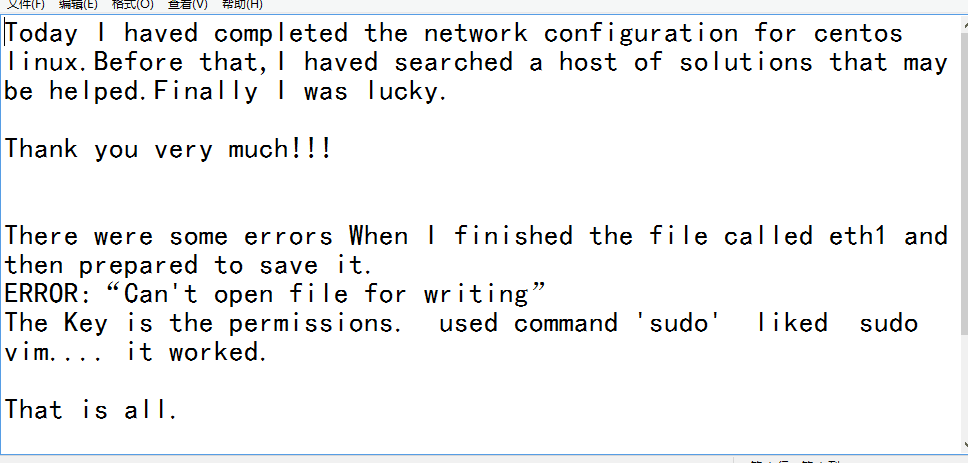 文件(F) 编辑(E) 格式(O) 查看(V) 帮助(H)
Today I haved completed the network configuration for centos
linux.Before that,I haved searched a host of solutions that may
be helped.Finally I was lucky.
Thank you very much!!!
There were some errors When I finished the file called eth1 and
then prepared to save it.
ERROR:“Can't open file for writing”
The Key is the permissions.  used command 'sudo'  liked  sudo
vim.... it worked.
That is all.